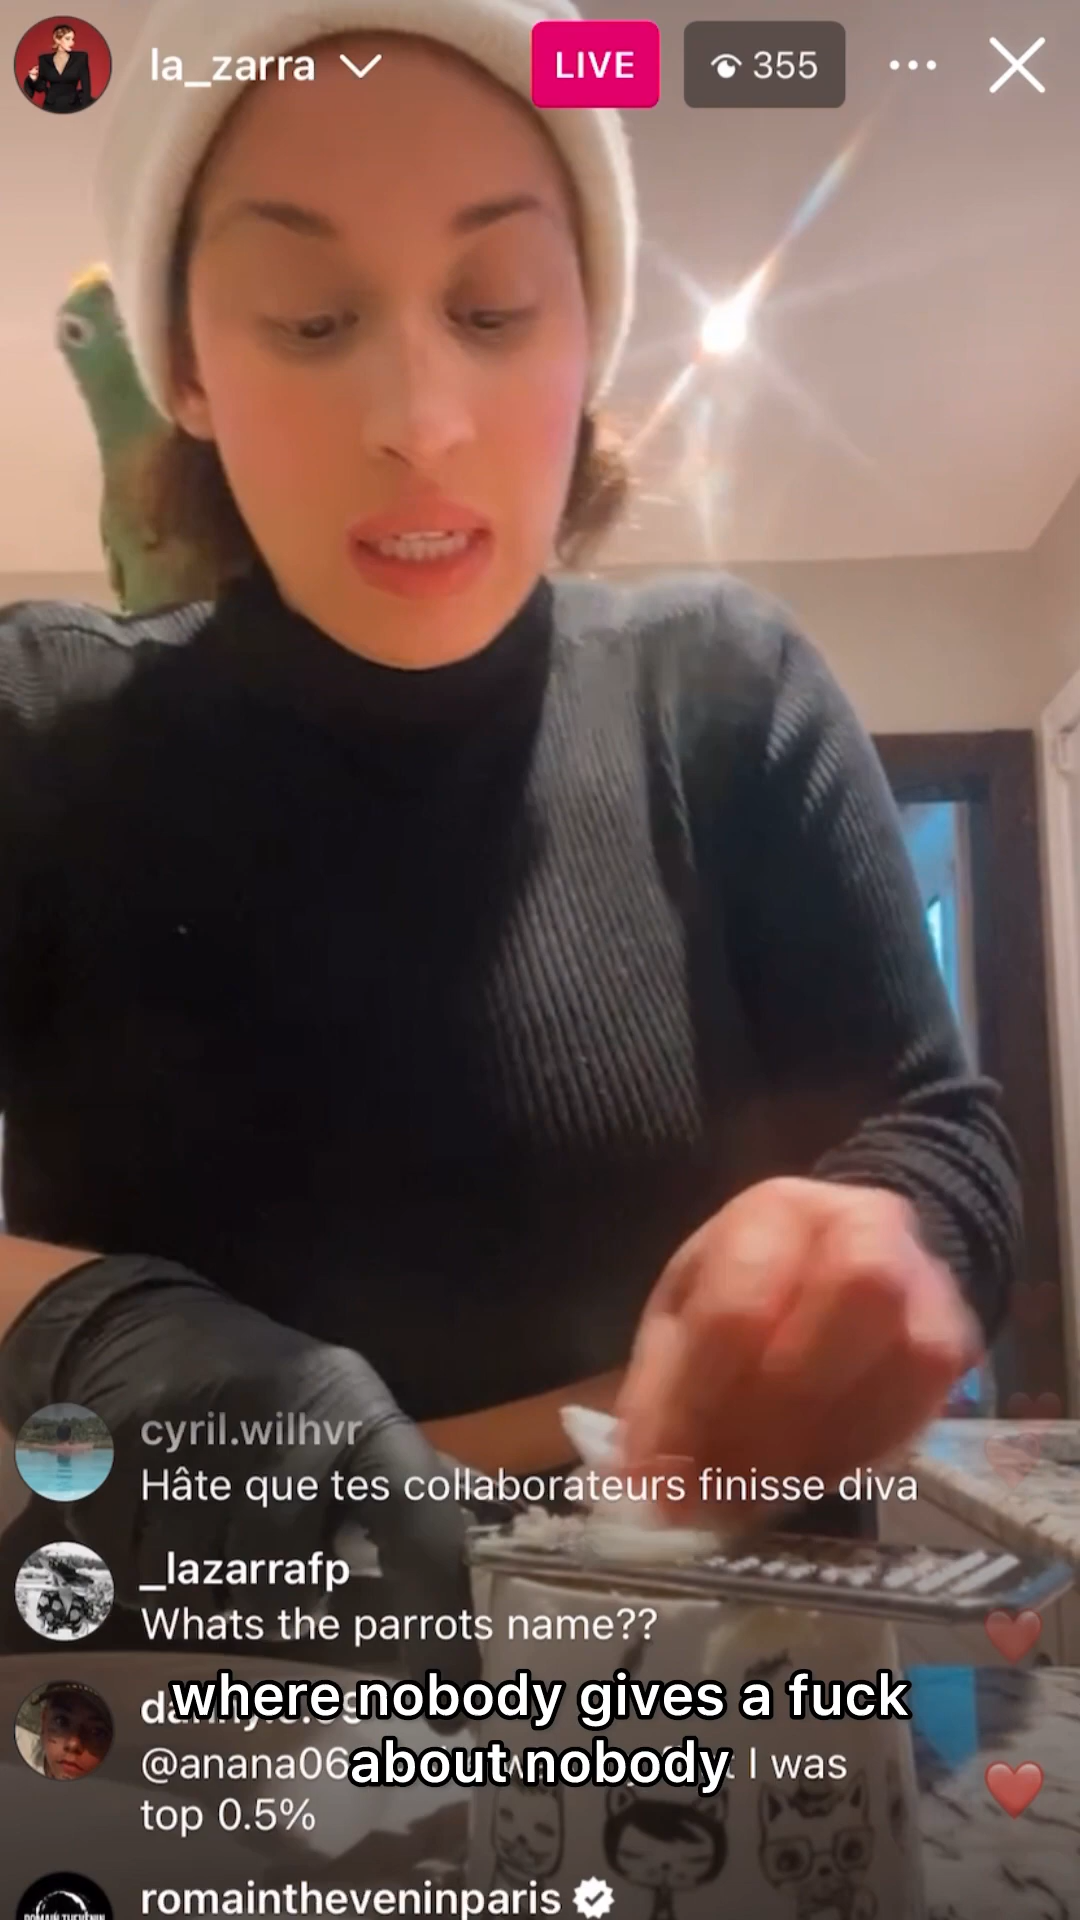 la_zarra
LIVE
355
cyril.wilhvr
Hâte que tes collaborateurs finisse diva
_lazarrafp
Whats the parrots name??
where nobody gives a fuck
about nobody
@anana06
I was
top 0.5%
romaintheveninparis